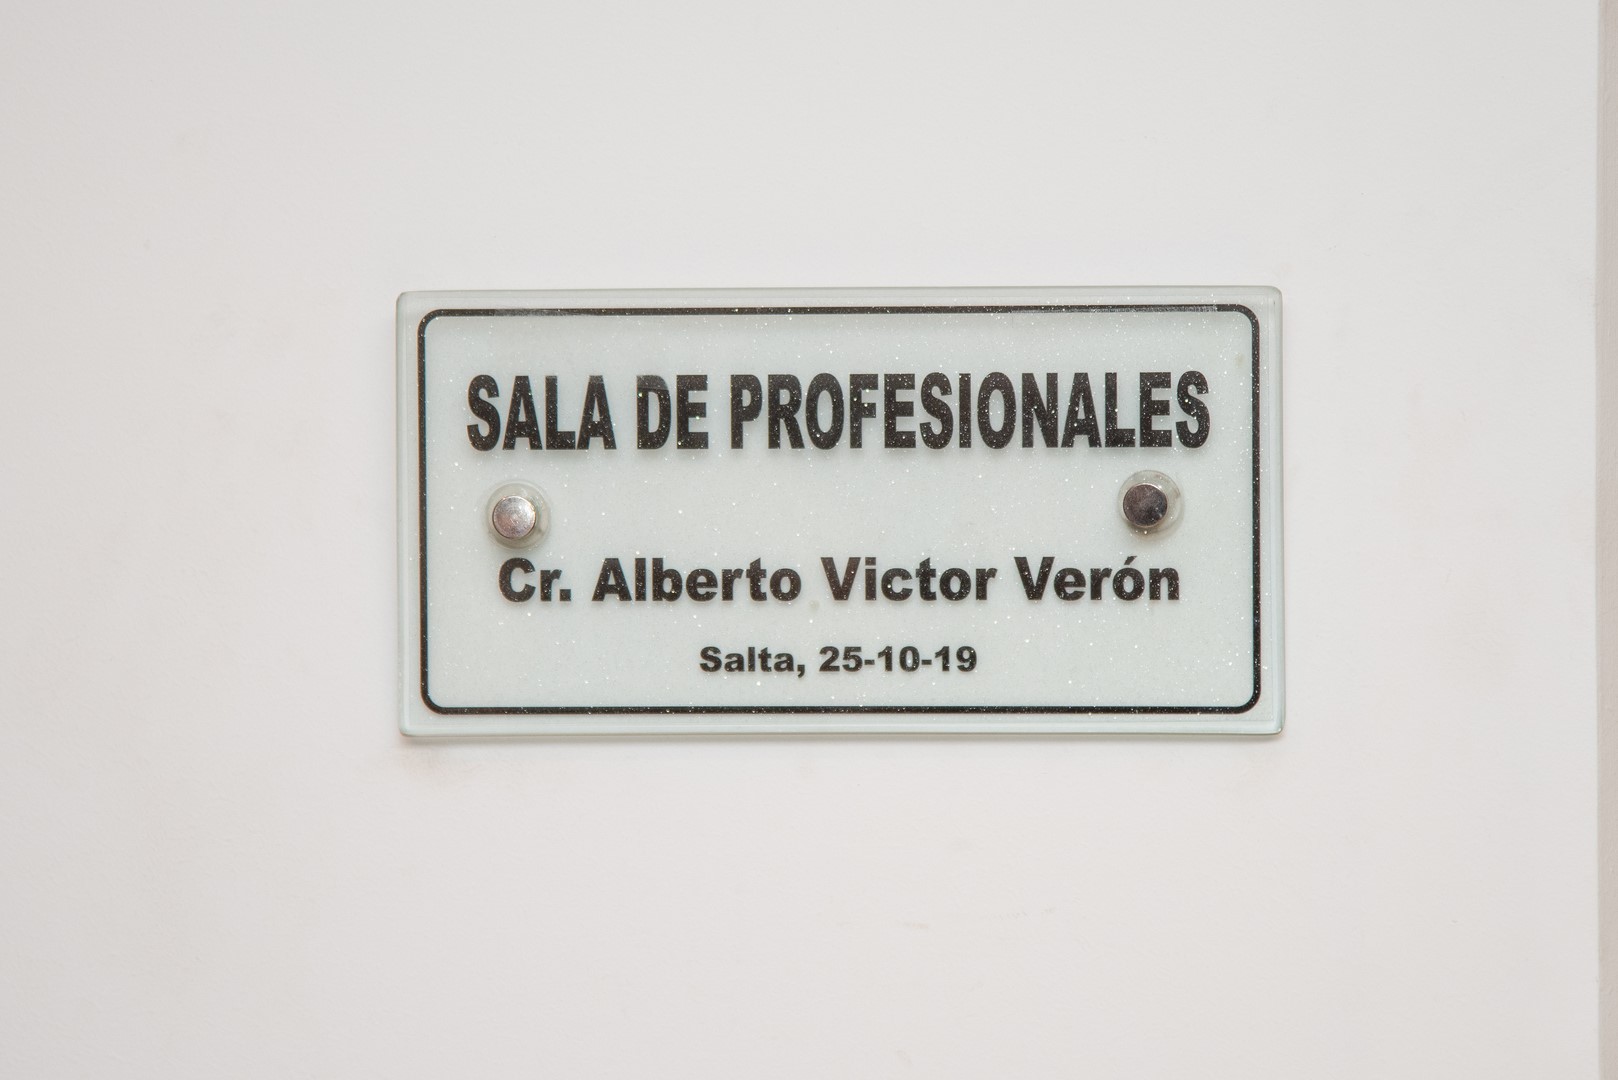 SALA DE PROFESIONALES
Cr. Alberto Victor Verón
Salta, 25-10-19